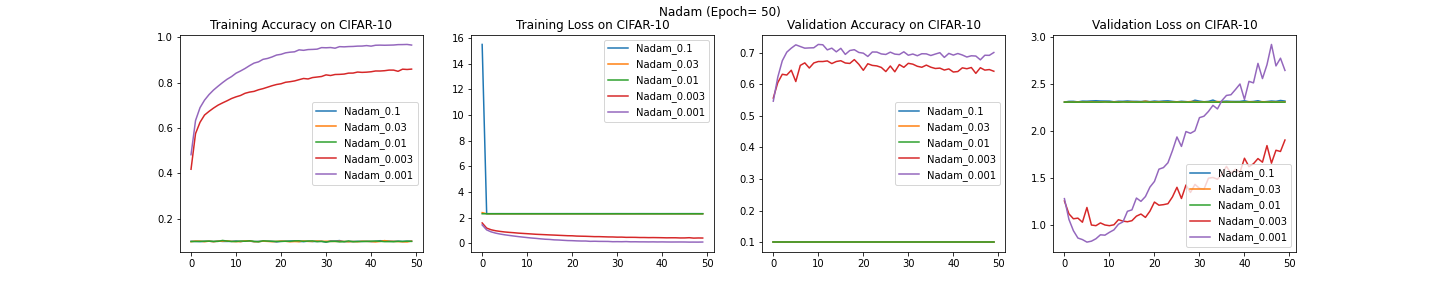 Nadam (Epoch= 50)
Training Accuracy on CIFAR-10
1.0
0.8
0.6
0.4
0.2
0
10
20
30
40
50
Nadam_0.1
Nadam_0.03
Nadam_0.01
Nadam_0.003
Nadam_0.001
Training Loss on CIFAR-10
16
14
12
10
8
6
4
2
0
0
10
20
30
40
50
Nadam_0.1
Nadam_0.03
Nadam_0.01
Nadam_0.003
Nadam_0.001
Validation Accuracy on CIFAR-10
0.7
0.6
0.5
0.4
0.3
0.2
0.1
0
10
20
30
40
50
Nadam_0.1
Nadam_0.03
Nadam_0.01
Nadam_0.003
Nadam_0.001
Validation Loss on CIFAR-10
3.0
2.5
2.0
1.5
1.0
0
10
20
30
40
50
Nadam_0.1
Nadam_0.03
Nadam_0.01
Nadam_0.003
Nadam_0.001